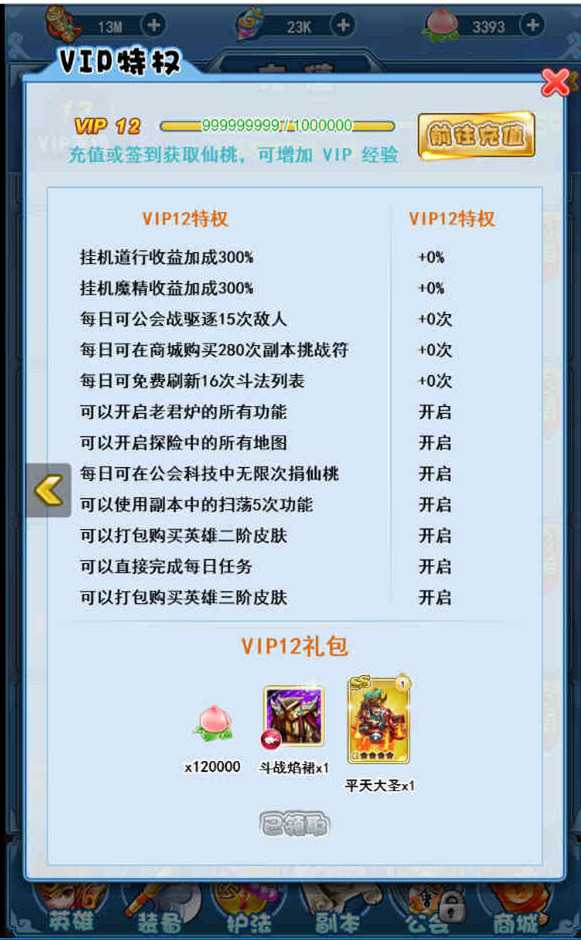 13M
23K
3393
VIP特权
VIP 12
999999999/1000000
前往充值
充值或签到获取仙桃，可增加 VIP 经验
VIP12特权 VIP12特权
挂机道行收益加成300% +0%
挂机魔精收益加成300% +0%
每日可公会战驱逐15次敌人 +0次
每日可在商城购买280次副本挑战符 +0次
每日可免费刷新16次斗法列表 +0次
可以开启老君炉的所有功能 开启
可以开启探险中的所有地图 开启
每日可在公会科技中无限次捐仙桃 开启
可以使用副本中的扫荡5次功能 开启
可以打包购买英雄二阶皮肤 开启
可以直接完成每日任务 开启
可以打包购买英雄三阶皮肤 开启
VIP12礼包
SS 1
x120000 斗战焰裙x1 平天大圣x1
已领取
英雄 装备 护法 副本 公会 商城